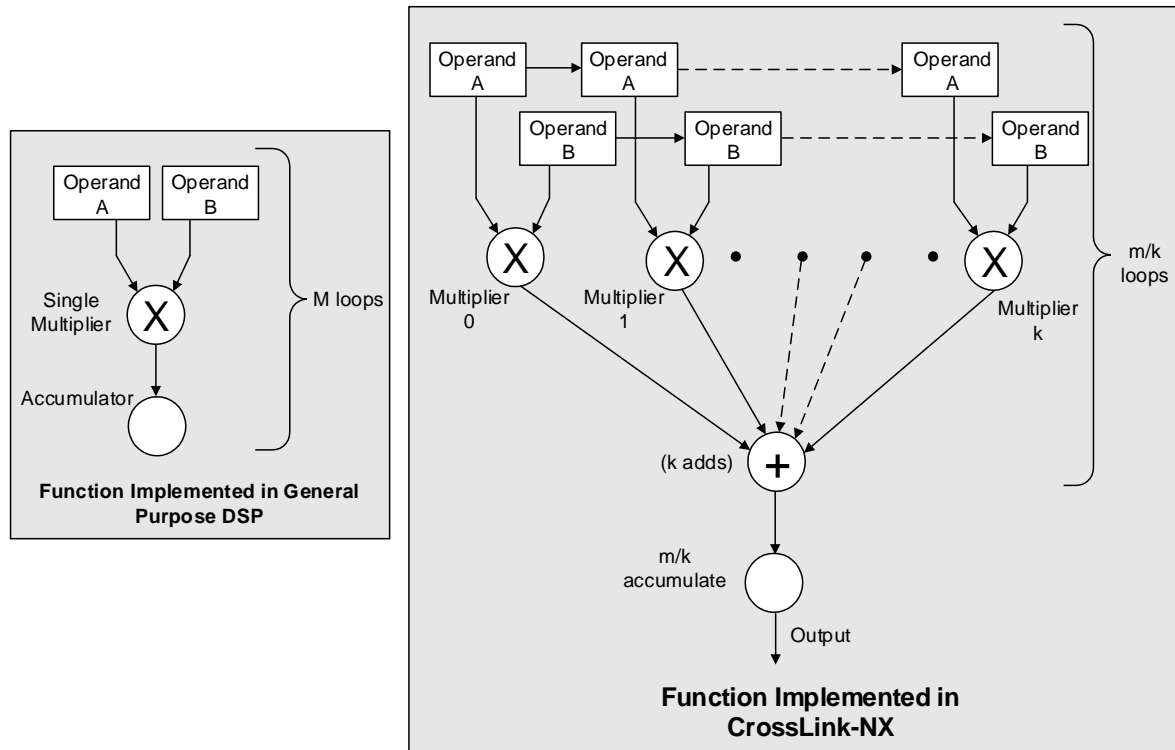 Operand
A
Operand
B
Single
Multiplier
X
M loops
Accumulator
Function Implemented in General
Purpose DSP
Operand
A
Operand
A
Operand
A
Operand
B
Operand
B
Operand
B
X
X
X
m/k
loops
Multiplier
0
Multiplier
1
Multiplier
k
(k adds)
+
m/k
accumulate
Output
Function Implemented in
CrossLink-NX